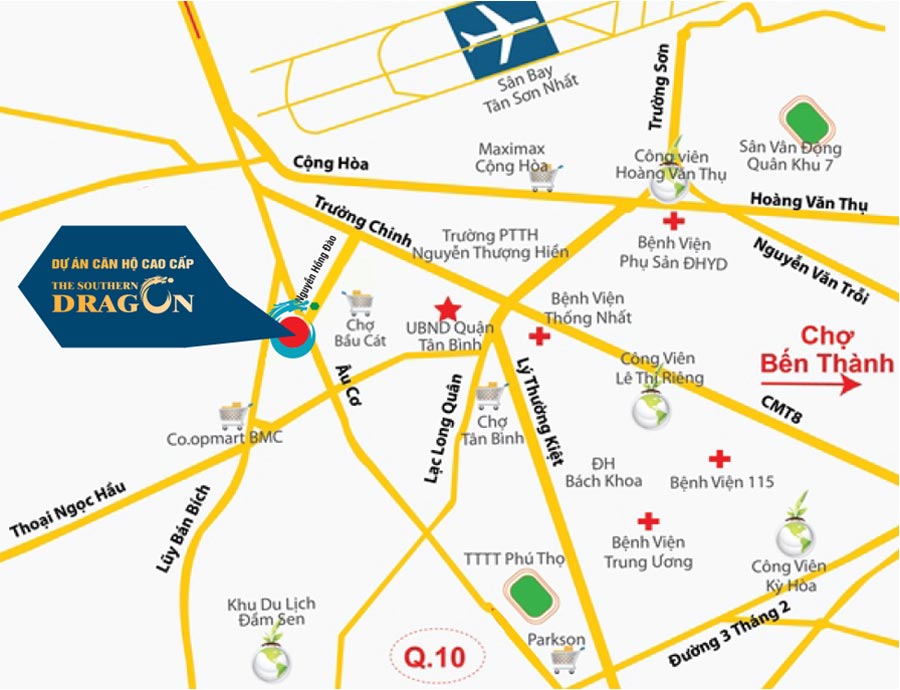 Sân Bay
Tân Sơn Nhất
Trường Sơn
Sân Vân Động
Quân Khu 7
Maximax
Cộng Hòa
Công viên
Hoàng Văn Thụ
Cộng Hòa
Hoàng Văn Thụ
Trường Chinh
Trường PTTH
Nguyễn Thượng Hiền
Bệnh Viện
Phụ Sản ĐHYD
Nguyễn Văn Trỗi
Nguyễn Hồng Đào
DỰ ÁN CĂN HỘ CAO CẤP
THE SOUTHERN
DRAGON
Chợ
Bầu Cát
UBND Quận
Tân Bình
Bệnh Viện
Thống Nhất
Chợ
Bến Thành
Công Viên
Lê Thị Riêng
Âu Cơ
Lạc Long Quân
Lý Thường Kiệt
CMT8
Chợ
Tân Bình
Co.opmart BMC
ĐH
Bách Khoa
Bệnh Viện 115
Thoại Ngọc Hầu
Lũy Bán Bích
Bệnh Viện
Trung Ương
TTTT Phú Thọ
Công Viên
Kỳ Hòa
Khu Du Lịch
Đầm Sen
Đường 3 Tháng 2
Parkson
Q.10